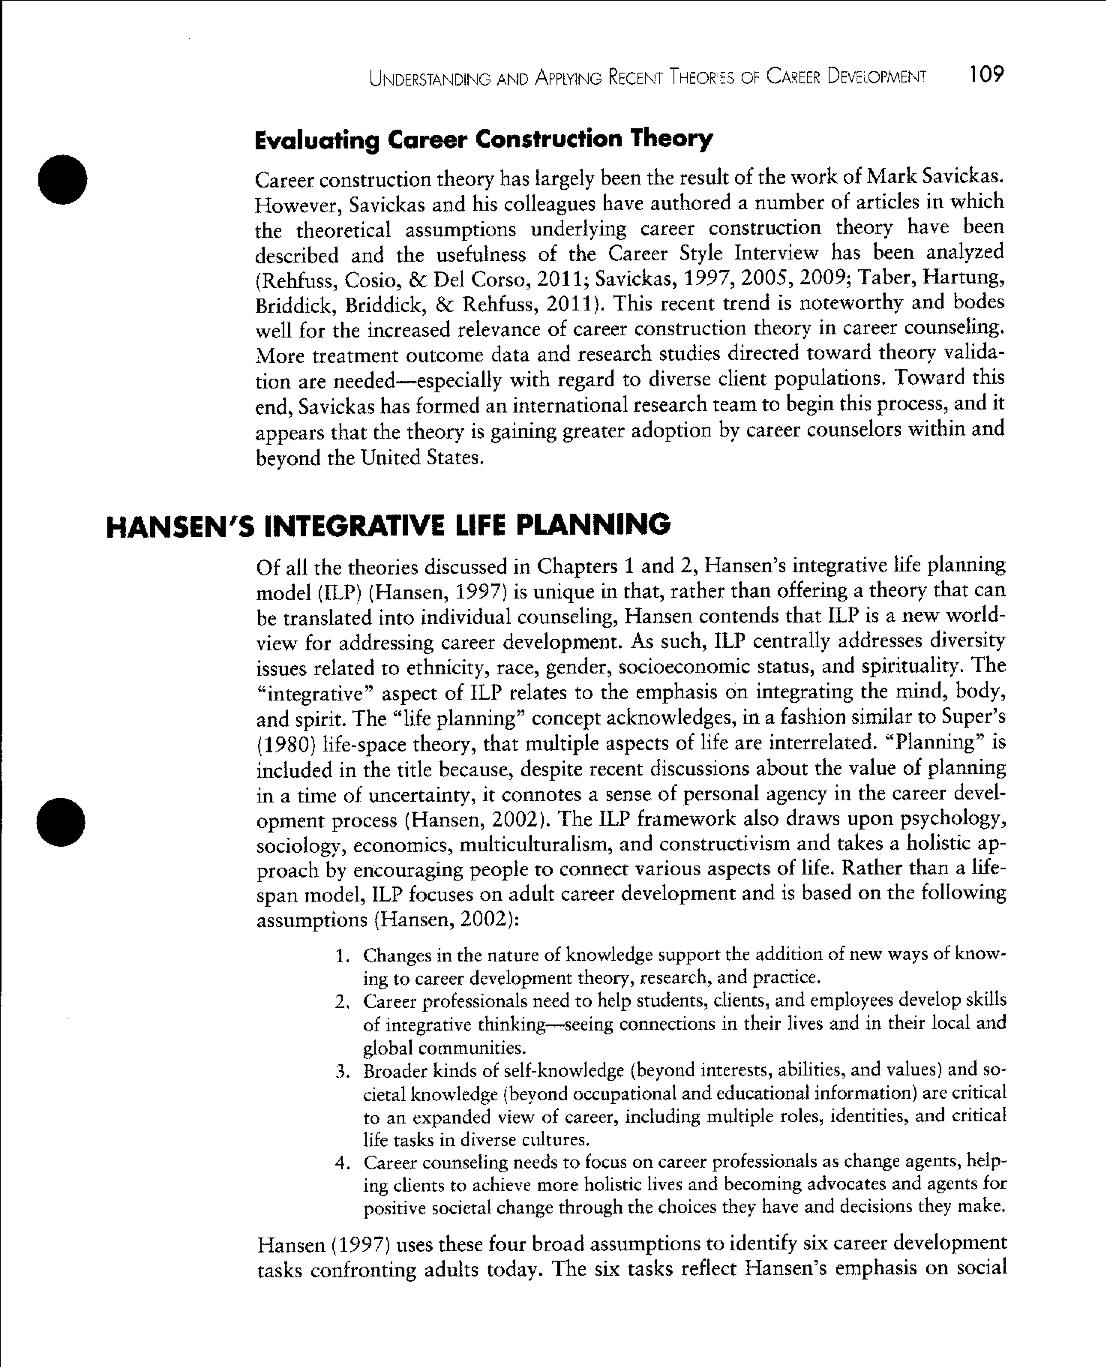 UNDERSTANDING AND APPLYING RECENT THEORIES OF CAREER DEVELOPMENT 109
Evaluating Career Construction Theory
Career construction theory has largely been the result of the work of Mark Savickas.
However, Savickas and his colleagues have authored a number of articles in which
the theoretical assumptions underlying career construction theory have been
described and the usefulness of the Career Style Interview has been analyzed
(Rehfuss, Cosio, & Del Corso, 2011; Savickas, 1997, 2005, 2009; Taber, Hartung,
Briddick, Briddick, & Rehfuss, 2011). This recent trend is noteworthy and bodes
well for the increased relevance of career construction theory in career counseling.
More treatment outcome data and research studies directed toward theory valida-
tion are needed—especially with regard to diverse client populations. Toward this
end, Savickas has formed an international research team to begin this process, and it
appears that the theory is gaining greater adoption by career counselors within and
beyond the United States.
HANSEN'S INTEGRATIVE LIFE PLANNING
Of all the theories discussed in Chapters 1 and 2, Hansen's integrative life planning
model (ILP) (Hansen, 1997) is unique in that, rather than offering a theory that can
be translated into individual counseling, Hansen contends that ILP is a new world-
view for addressing career development. As such, ILP centrally addresses diversity
issues related to ethnicity, race, gender, socioeconomic status, and spirituality. The
“integrative” aspect of ILP relates to the emphasis on integrating the mind, body,
and spirit. The “life planning” concept acknowledges, in a fashion similar to Super's
(1980) life-space theory, that multiple aspects of life are interrelated. “Planning” is
included in the title because, despite recent discussions about the value of planning
in a time of uncertainty, it connotes a sense of personal agency in the career devel-
opment process (Hansen, 2002). The ILP framework also draws upon psychology,
sociology, economics, multiculturalism, and constructivism and takes a holistic ap-
proach by encouraging people to connect various aspects of life. Rather than a life-
span model, ILP focuses on adult career development and is based on the following
assumptions (Hansen, 2002):
1. Changes in the nature of knowledge support the addition of new ways of know-
ing to career development theory, research, and practice.
2. Career professionals need to help students, clients, and employees develop skills
of integrative thinking—seeing connections in their lives and in their local and
global communities.
3. Broader kinds of self-knowledge (beyond interests, abilities, and values) and so-
cietal knowledge (beyond occupational and educational information) are critical
to an expanded view of career, including multiple roles, identities, and critical
life tasks in diverse cultures.
4. Career counseling needs to focus on career professionals as change agents, help-
ing clients to achieve more holistic lives and becoming advocates and agents for
positive societal change through the choices they have and decisions they make.
Hansen (1997) uses these four broad assumptions to identify six career development
tasks confronting adults today. The six tasks reflect Hansen's emphasis on social